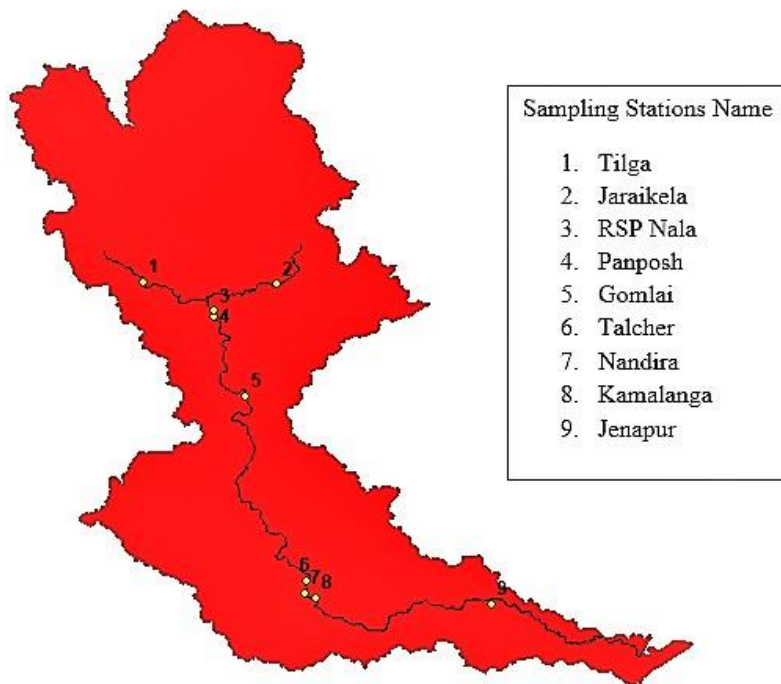 Sampling Stations Name
1. Tilga
2. Jaraikela
3. RSP Nala
4. Panposh
5. Gomlai
6. Talcher
7. Nandira
8. Kamalanga
9. Jenapur
1
2
3
4
5
6
7
8
9